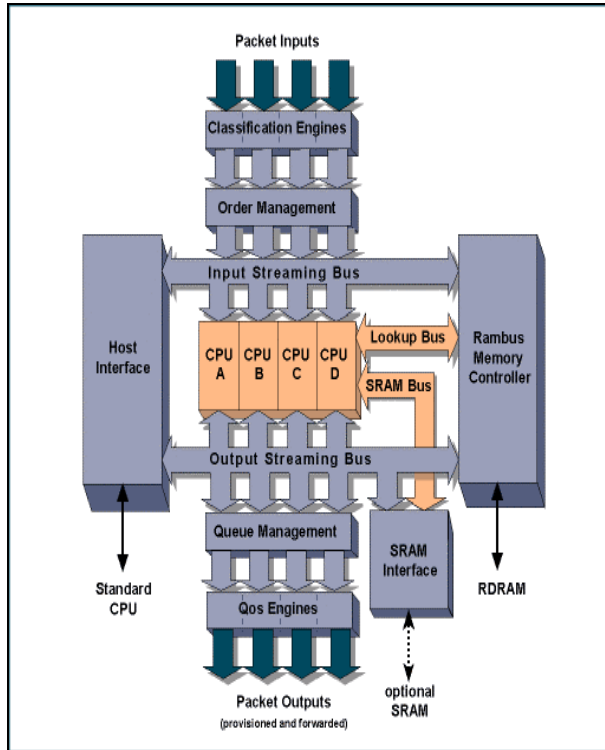 Packet Inputs
Classification Engines
Order Management
Input Streaming Bus
Host
Interface
CPU
A
CPU
B
CPU
C
CPU
D
Lookup Bus
SRAM Bus
Rambus
Memory
Controller
Output Streaming Bus
Queue Management
SRAM
Interface
Standard
CPU
RDRAM
Qos Engines
Packet Outputs
(provisioned and forwarded)
optional
SRAM